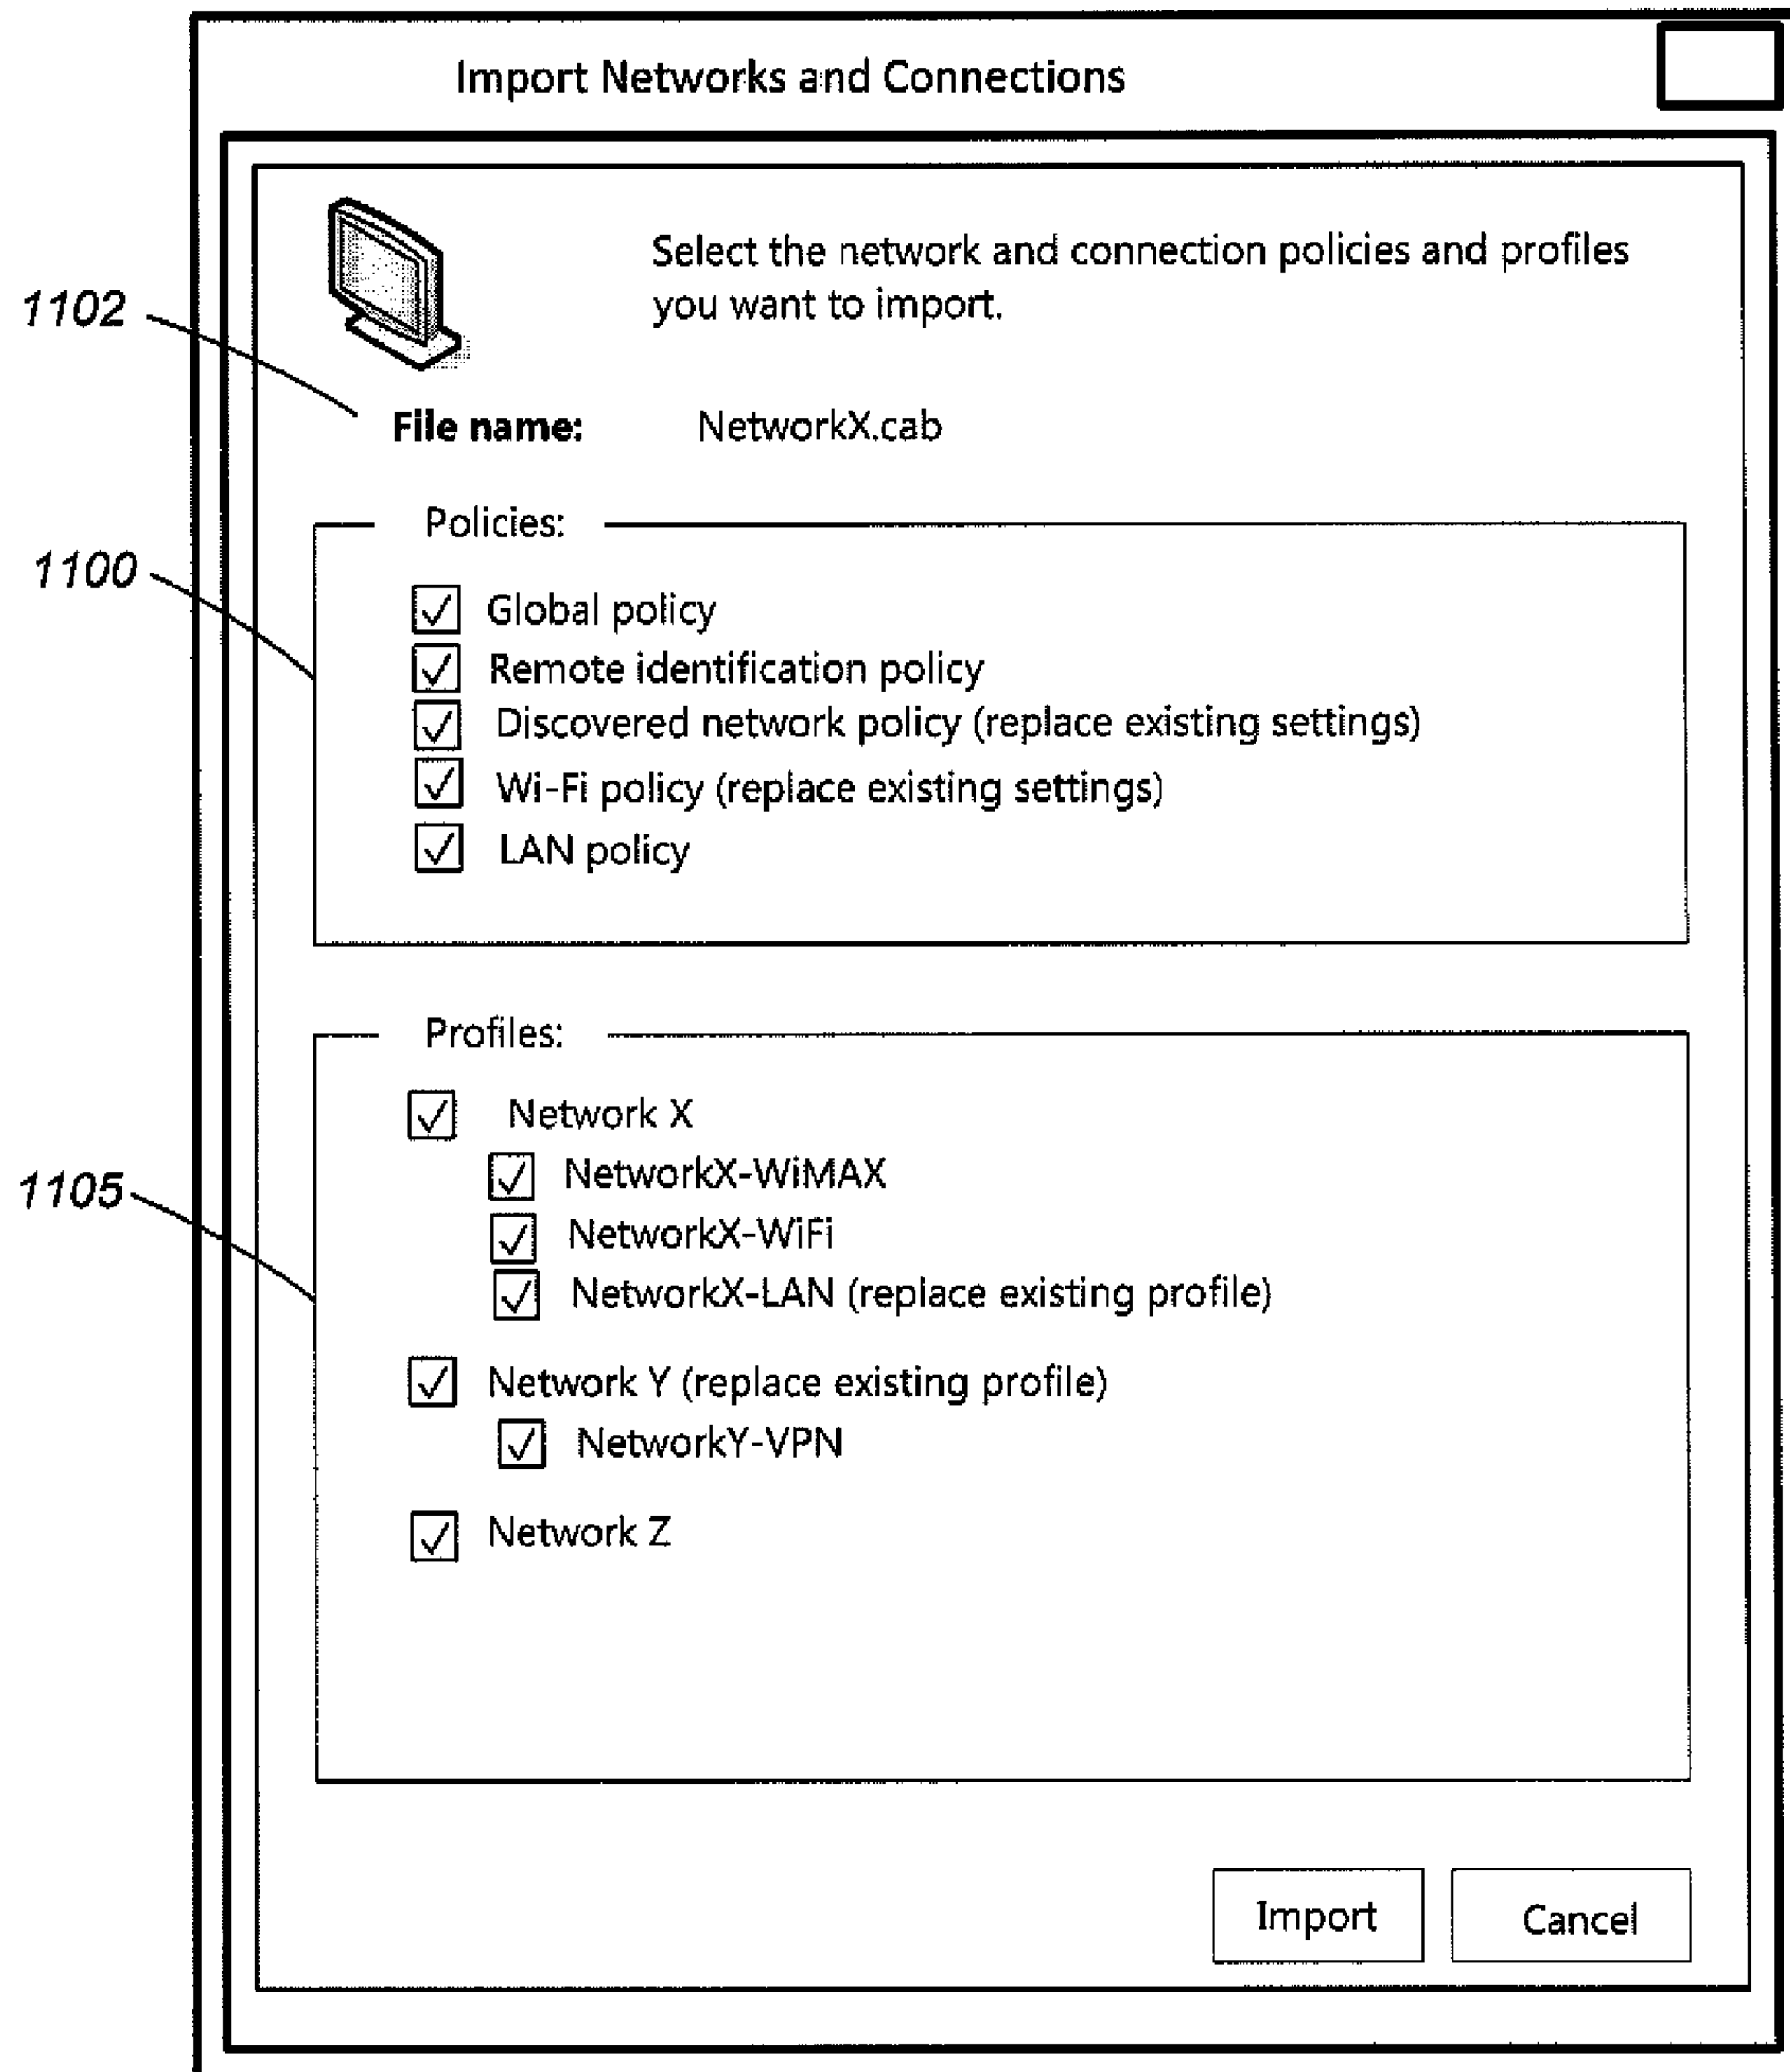 Import Networks and Connections
Select the network and connection policies and profiles
you want to import.
1102
File name: NetworkX.cab
Policies:
1100
Global policy
Remote identification policy
Discovered network policy (replace existing settings)
Wi-Fi policy (replace existing settings)
LAN policy
Profiles:
Network X
NetworkX-WiMAX
1105
NetworkX-WiFi
NetworkX-LAN (replace existing profile)
Network Y (replace existing profile)
NetworkY-VPN
Network Z
Import Cancel